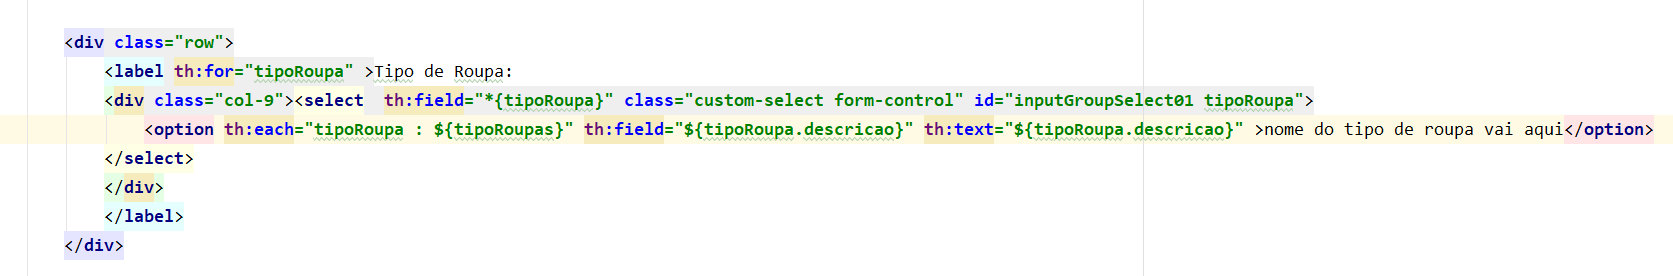 <div class="row">
<label th:for="tipoRoupa" >Tipo de Roupa:
<div class="col-9"><select  th:field="*{tipoRoupa}" class="custom-select form-control" id="inputGroupSelect01 tipoRoupa">
<option th:each="tipoRoupa : ${tipoRoupas}" th:field="${tipoRoupa.descricao}" th:text="${tipoRoupa.descricao}" >nome do tipo de roupa vai aqui</option>
</select>
</div>
</label>
</div>